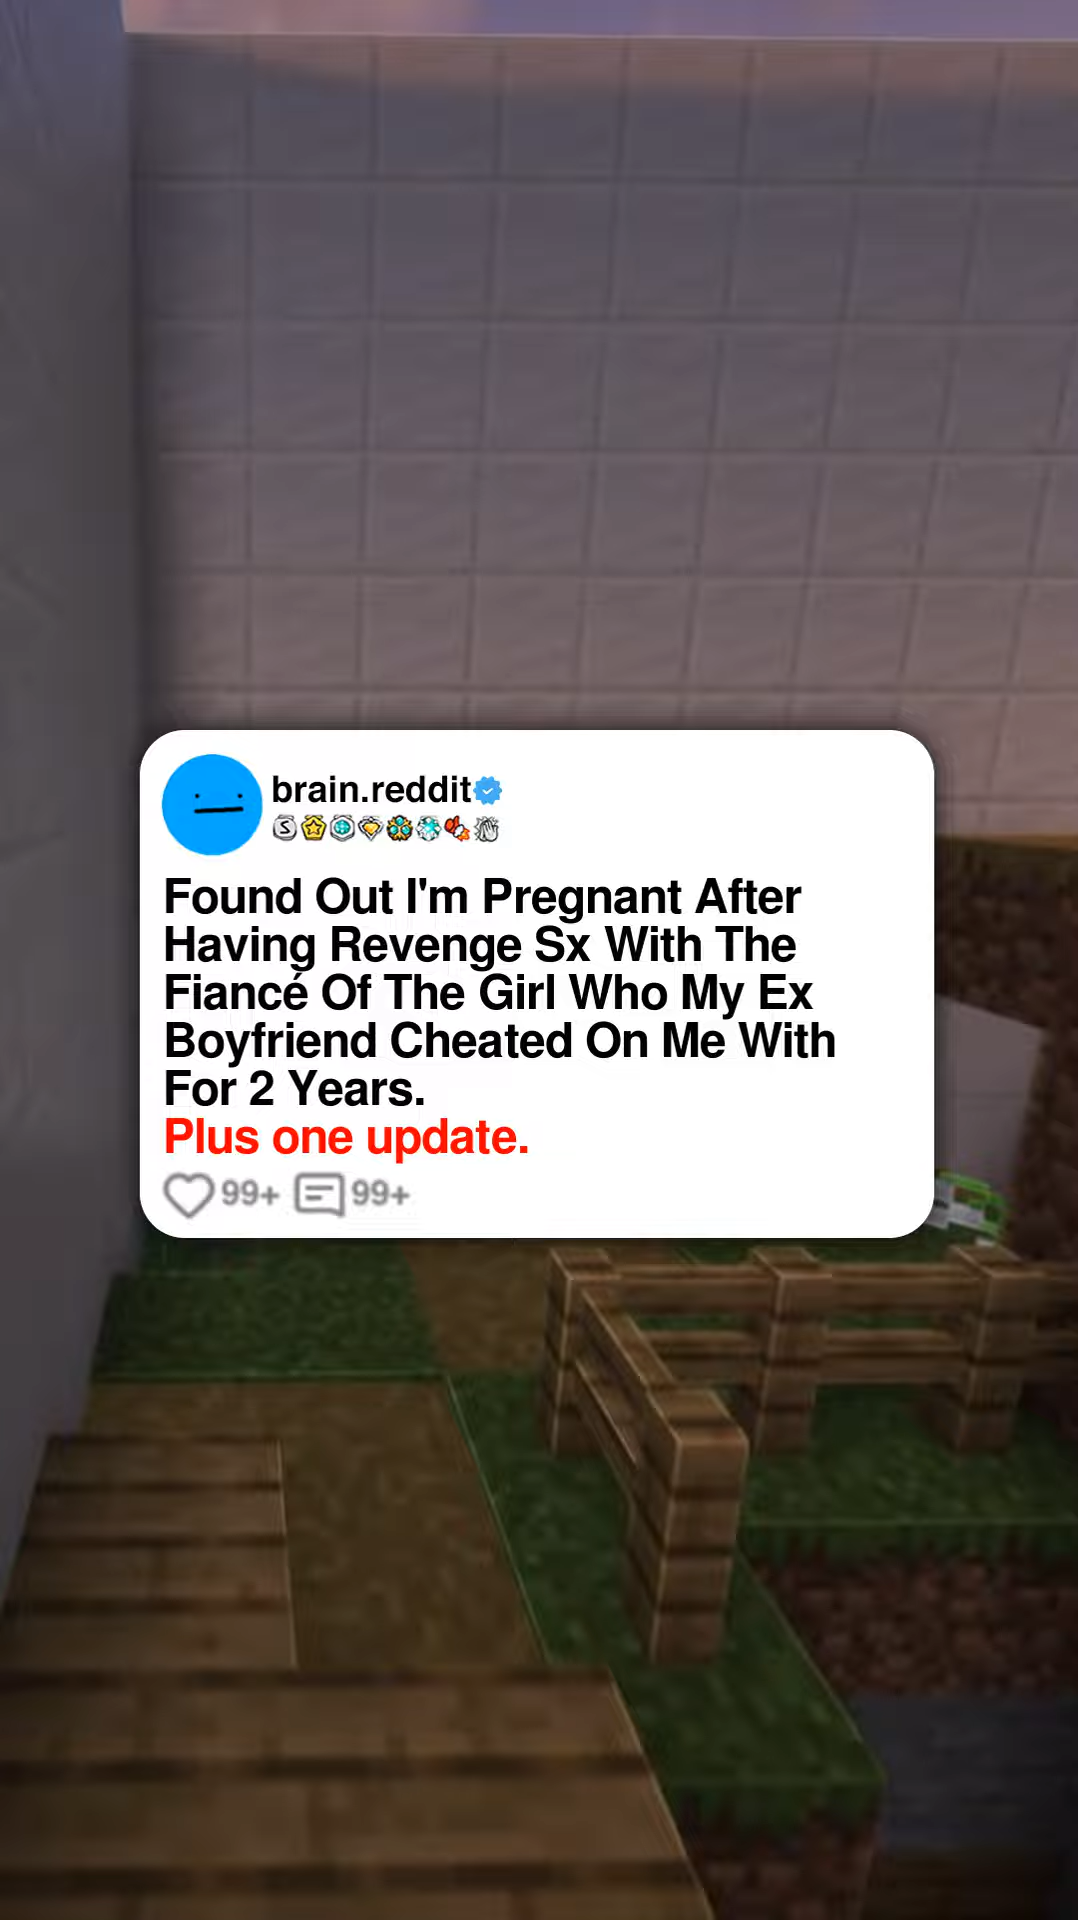 brain.reddit
Found Out I'm Pregnant After
Having Revenge Sx With The
Fiancé Of The Girl Who My Ex
Boyfriend Cheated On Me With
For 2 Years.
Plus one update.
99+ 99+